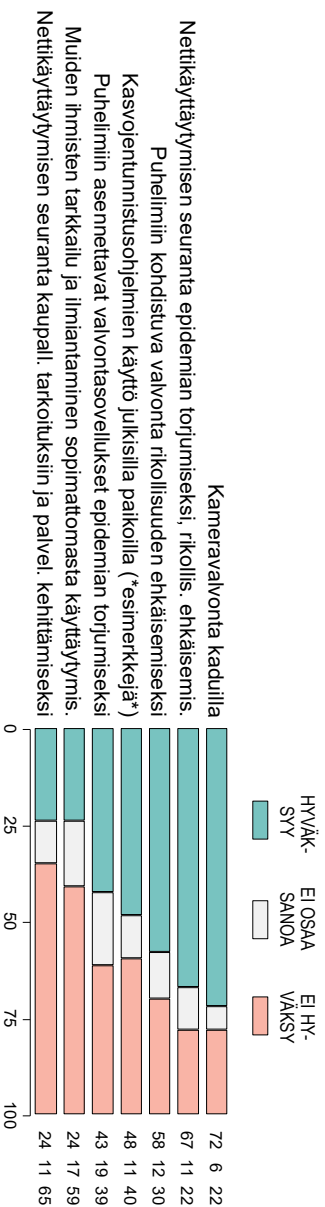 HYVÄK-
SYY
EI OSAA
SANOA
EI HY-
VÄKSY
Kameravalvonta kaduilla 72 6 22
Nettikäyttäytymisen seuranta epidemian torjumiseksi, rikollis. ehkäisemis. 67 11 22
Puhelimiin kohdistuva valvonta rikollisuuden ehkäisemiseksi 58 12 30
Kasvojentunnistusohjelmien käyttö julkisilla paikoilla (*esimerkkejä*) 48 11 40
Puhelimiin asennettavat valvontasovellukset epidemian torjumiseksi 43 19 39
Muiden ihmisten tarkkailu ja ilmiantaminen sopimattomasta käyttäytymis. 24 17 59
Nettikäyttäytymisen seuranta kaupall. tarkoituksiin ja palvel. kehittämiseksi 24 11 65
0 25 50 75 100